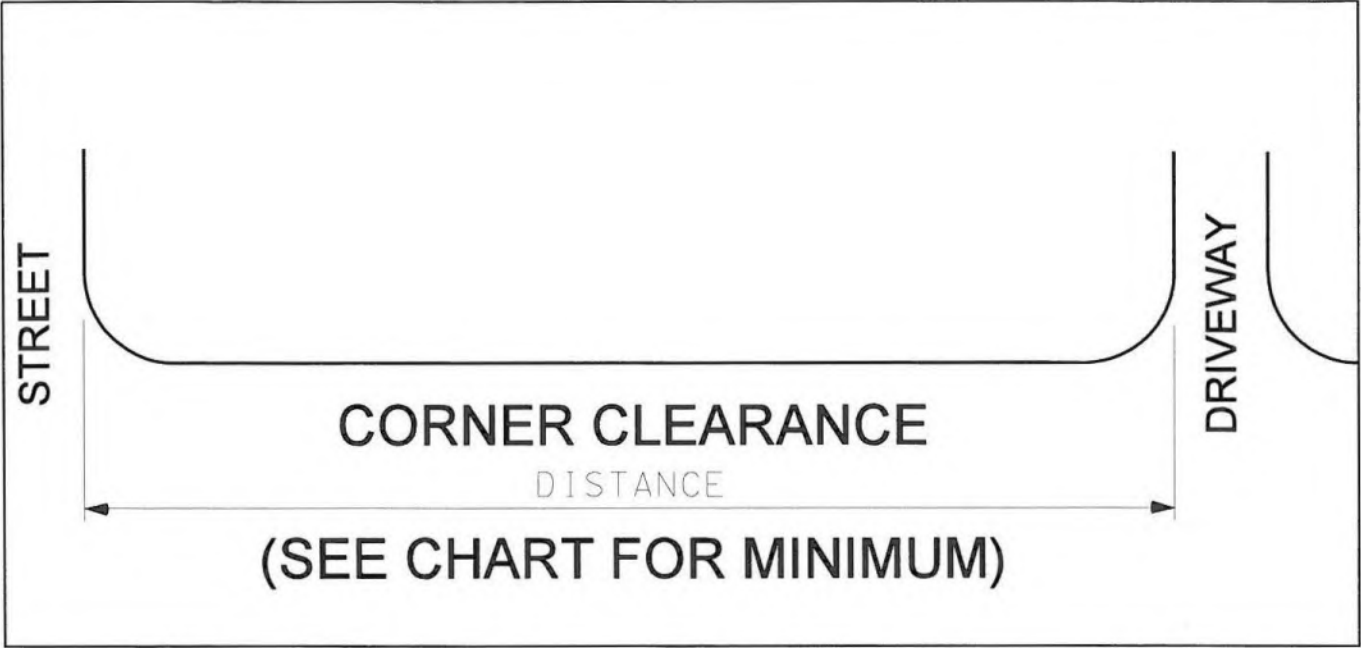 STREET
CORNER CLEARANCE
DISTANCE
(SEE CHART FOR MINIMUM)
DRIVEWAY